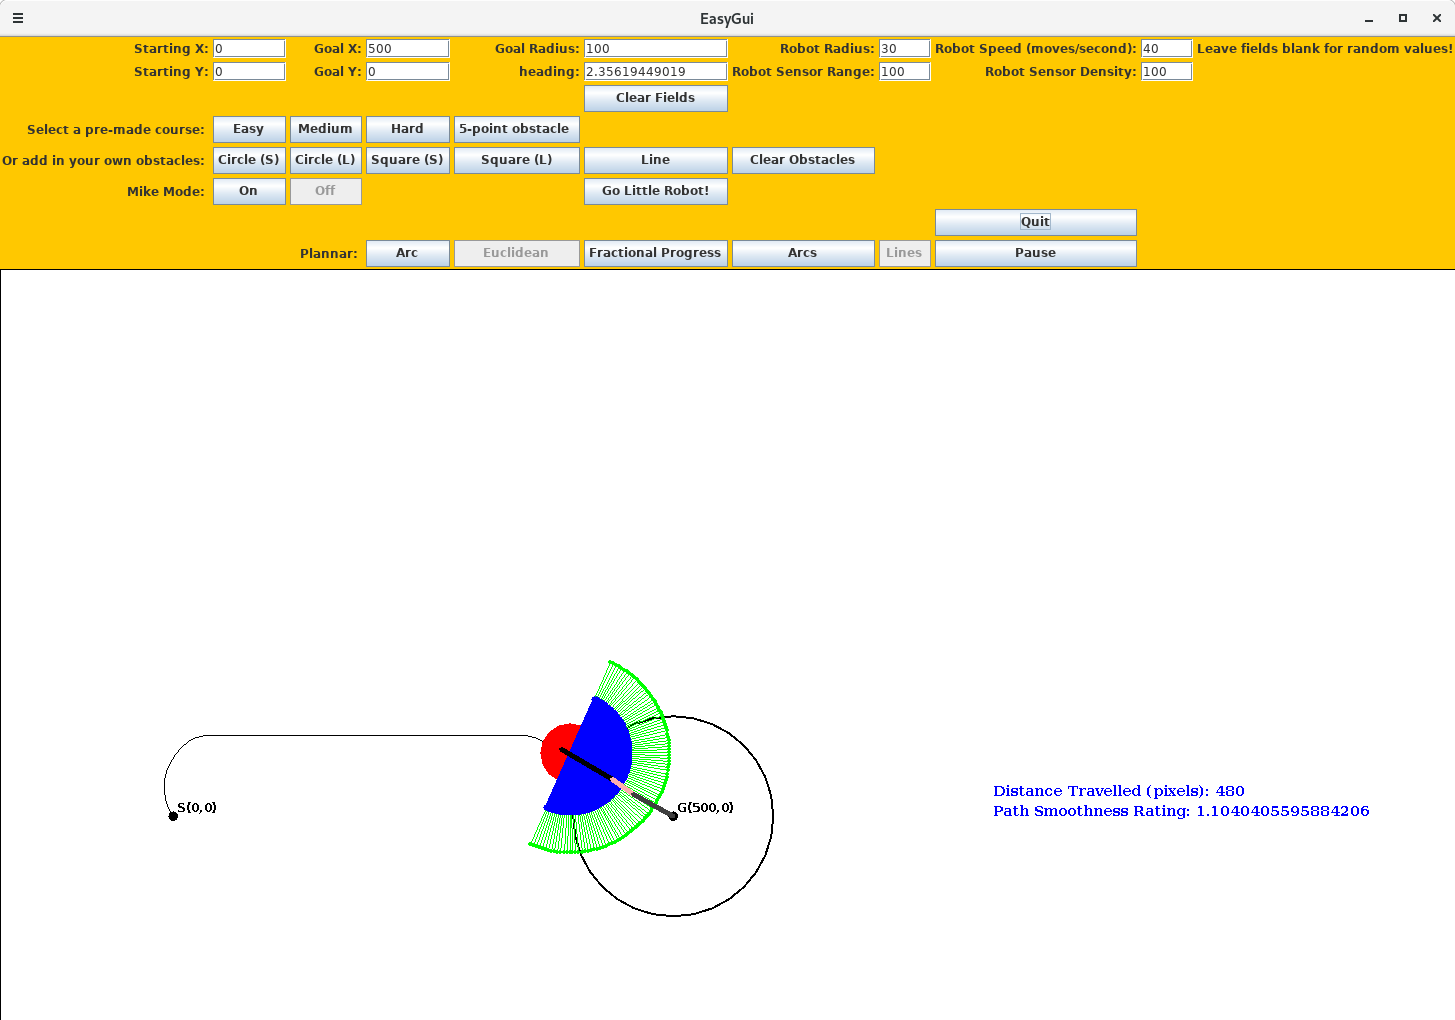 EasyGui
Starting X: 0 Goal X: 500 Goal Radius: 100 Robot Radius: 30 Robot Speed (moves/second): 40 Leave fields blank for random values!
Starting Y: 0 Goal Y: 0 heading: 2.35619449019 Robot Sensor Range: 100 Robot Sensor Density: 100
Clear Fields
Select a pre-made course: Easy Medium Hard 5-point obstacle
Or add in your own obstacles: Circle (S) Circle (L) Square (S) Square (L) Line Clear Obstacles
Mike Mode: On Off Go Little Robot!
Quit
Plannar: Arc Euclidean Fractional Progress Arcs Lines Pause
Distance Travelled (pixels): 480
S(0,0) G(500,0)
Path Smoothness Rating: 1.1040405595884206